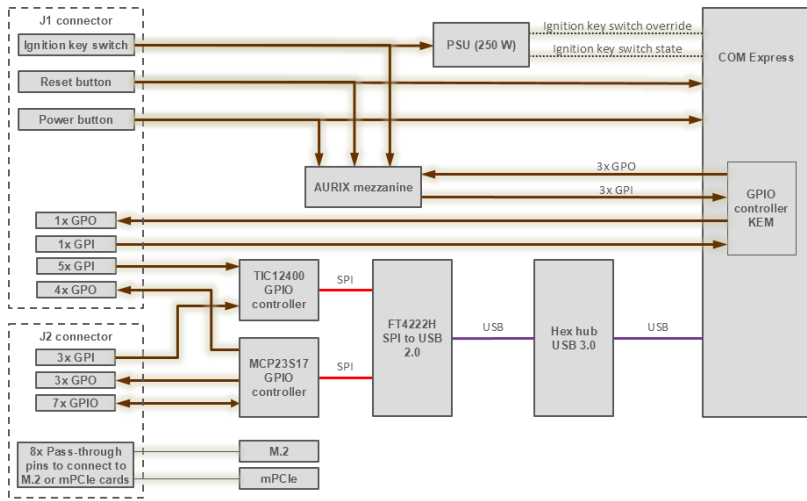 J1 connector
Ignition key switch
Reset button
Power button
1x GPO
1x GPI
5x GPI
4x GPO
J2 connector
3x GPI
3x GPO
7x GPIO
8x Pass-through
pins to connect to
M.2 or mPCIe cards
PSU (250 W)
Ignition key switch override
Ignition key switch state
COM Express
AURIX mezzanine
3x GPO
3x GPI
GPIO
controller
KEM
TIC12400
GPIO
controller
SPI
MCP23S17
GPIO
controller
SPI
FT4222H
SPI to USB
2.0
USB
Hex hub
USB 3.0
USB
M.2
mPCIe